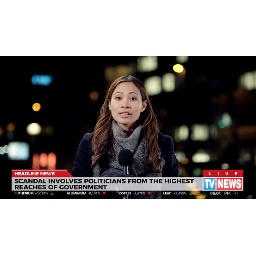 LIVE
HEADLINE NEWS
SCANDAL INVOLVES POLITICIANS FROM THE HIGHEST
REACHES OF GOVERNMENT
TV NEWS